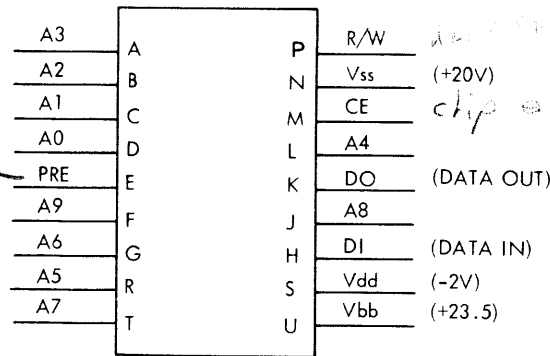 A3 A P R/W
A2 B N Vss (+20V)
A1 C M CE chip
A0 D L A4
PRE E K DO (DATA OUT)
A9 F J A8
A6 G H DI (DATA IN)
A5 R S Vdd (-2V)
A7 T U Vbb (+23.5)